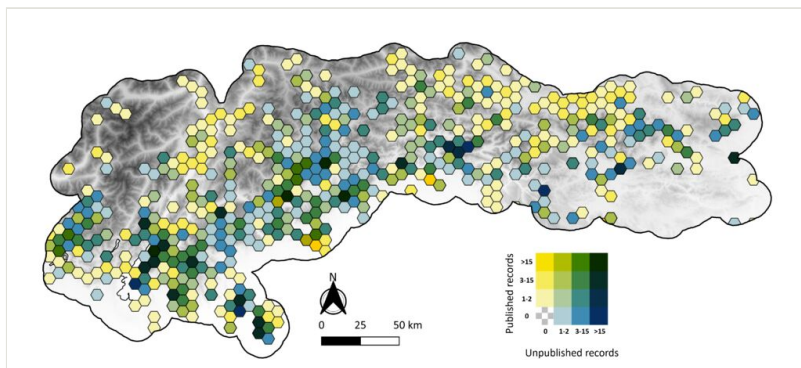 N
0 25 50 km
Published records
>15
3-15
1-2
0
0 1-2 3-15 >15
Unpublished records